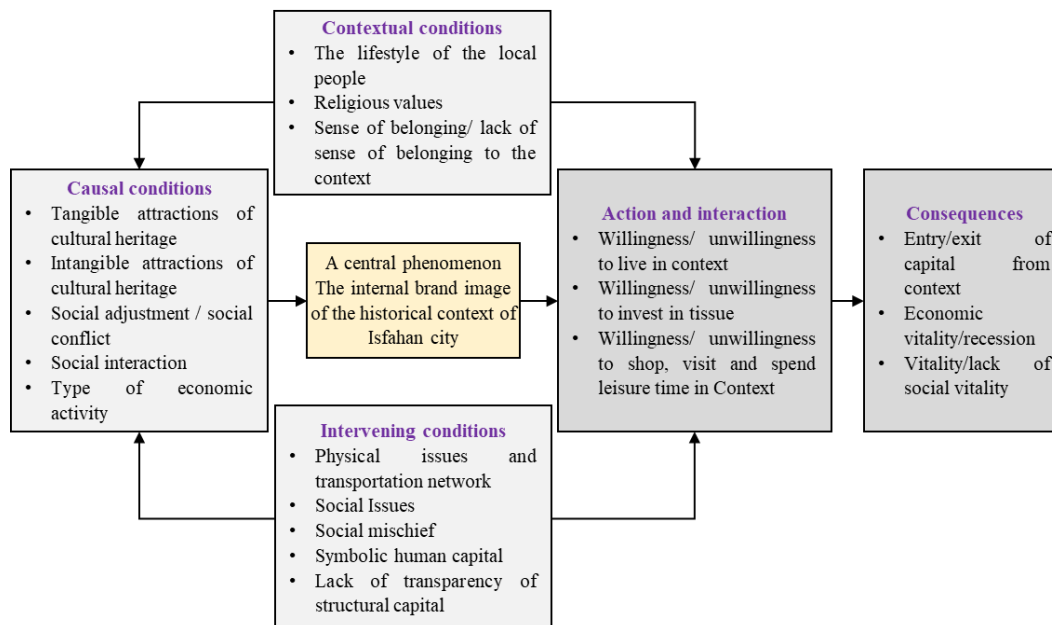 Contextual conditions
• The lifestyle of the local
people
• Religious values
• Sense of belonging/ lack of
sense of belonging to the
context
Causal conditions
• Tangible attractions of
cultural heritage
• Intangible attractions of
cultural heritage
• Social adjustment / social
conflict
• Social interaction
• Type of economic
activity
A central phenomenon
The internal brand image
of the historical context of
Isfahan city
Action and interaction
• Willingness/ unwillingness
to live in context
• Willingness/ unwillingness
to invest in tissue
• Willingness/ unwillingness
to shop, visit and spend
leisure time in Context
Consequences
• Entry/exit of
capital from
context
• Economic
vitality/recession
• Vitality/lack of
social vitality
Intervening conditions
• Physical issues and
transportation network
• Social Issues
• Social mischief
• Symbolic human capital
• Lack of transparency of
structural capital